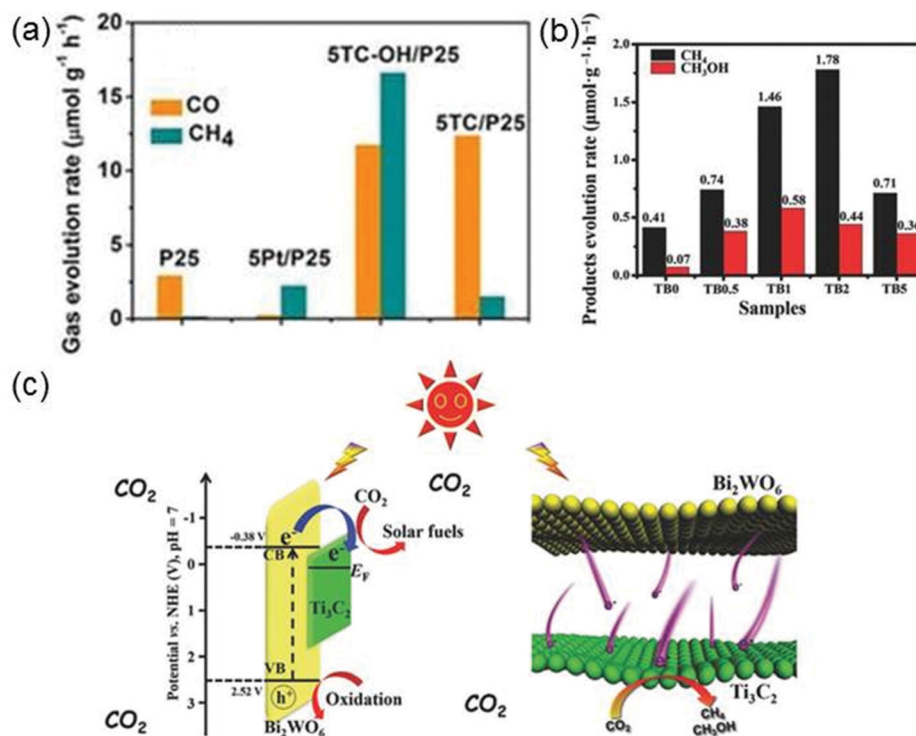 (a)
Gas evolution rate (μmol g⁻¹ h⁻¹)
20
15
10
5
0
CO
CH₄
P25
5Pt/P25
5TC-OH/P25
5TC/P25
(b)
Products evolution rate (μmol·g⁻¹·h⁻¹)
2.0
1.5
1.0
0.5
0.0
CH₄
CH₃OH
0.41
0.07
0.74
0.38
1.46
0.58
1.78
0.44
0.71
TB0 TB0.5 TB1 TB2 TB5
Samples
(c)
CO₂
CO₂
CO₂
CO₂
Potential vs. NHE (V), pH = 7
-1
0
1
2
3
-0.38 V
2.52 V
e⁻
CB
e⁻
E_F
Ti₃C₂
CO₂
Solar fuels
VB
h⁺
Oxidation
Bi₂WO₆
Bi₂WO₆
Ti₃C₂
CO₂
CH₄
CH₃OH